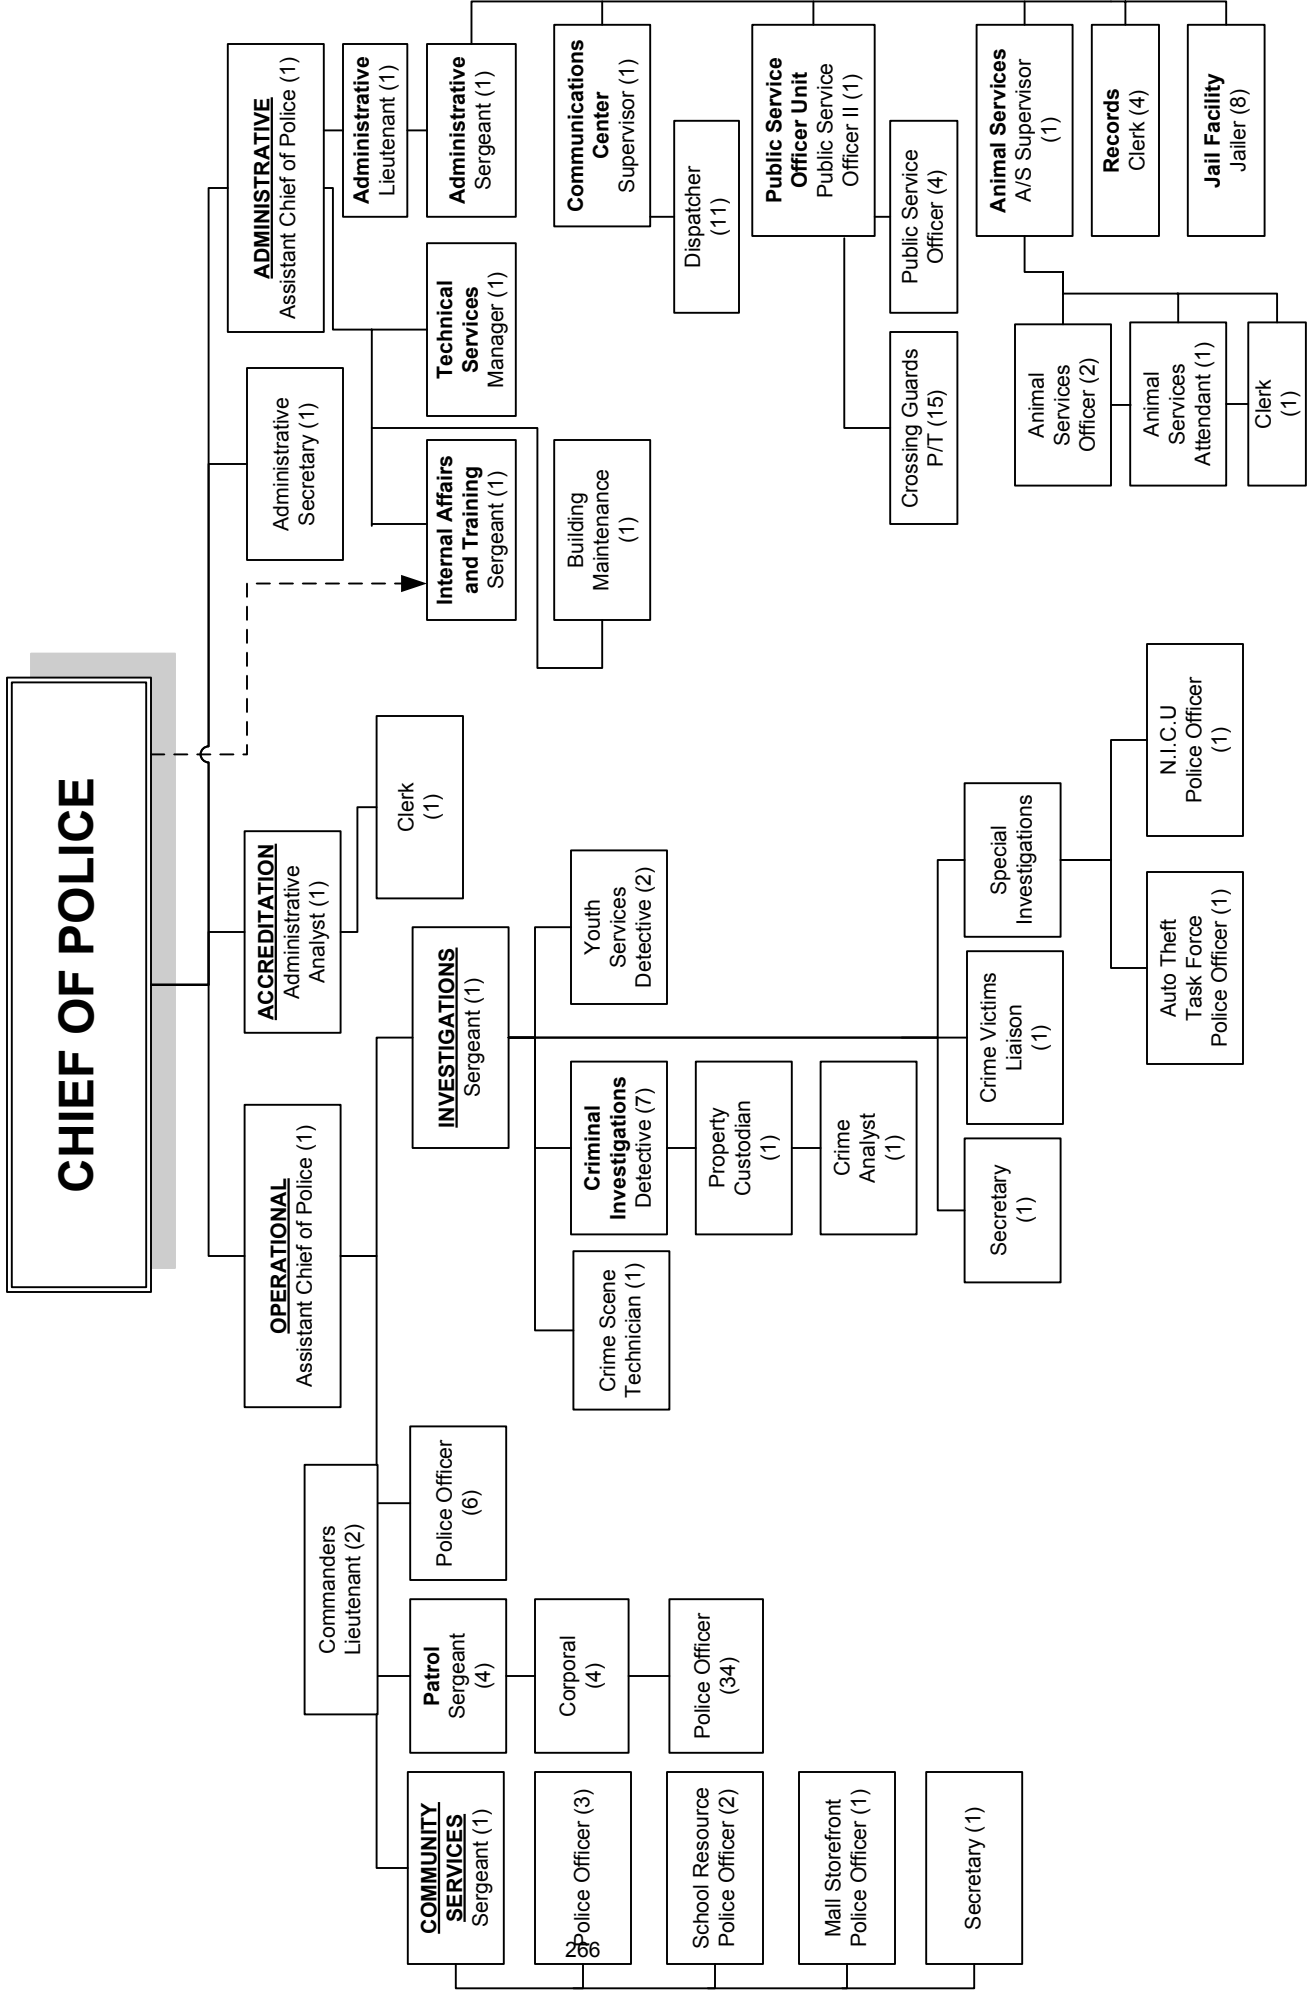 CHIEF OF POLICE
OPERATIONAL
Assistant Chief of Police (1)
ACCREDITATION
Administrative
Analyst (1)
Clerk
(1)
Administrative
Secretary (1)
ADMINISTRATIVE
Assistant Chief of Police (1)
Administrative
Lieutenant (1)
Administrative
Sergeant (1)
Technical
Services
Manager (1)
Internal Affairs
and Training
Sergeant (1)
Building
Maintenance
(1)
Communications
Center
Supervisor (1)
Dispatcher
(11)
Public Service
Officer Unit
Public Service
Officer II (1)
Public Service
Officer (4)
Crossing Guards
P/T (15)
Animal Services
A/S Supervisor
(1)
Animal
Services
Officer (2)
Animal
Services
Attendant (1)
Clerk
(1)
Records
Clerk (4)
Jail Facility
Jailer (8)
Commanders
Lieutenant (2)
COMMUNITY
SERVICES
Sergeant (1)
Police Officer (3)
School Resource
Police Officer (2)
Mall Storefront
Police Officer (1)
Secretary (1)
Patrol
Sergeant
(4)
Corporal
(4)
Police Officer
(34)
Police Officer
(6)
INVESTIGATIONS
Sergeant (1)
Crime Scene
Technician (1)
Criminal
Investigations
Detective (7)
Property
Custodian
(1)
Crime
Analyst
(1)
Youth
Services
Detective (2)
Secretary
(1)
Crime Victims
Liaison
(1)
Special
Investigations
Auto Theft
Task Force
Police Officer (1)
N.I.C.U
Police Officer
(1)
266